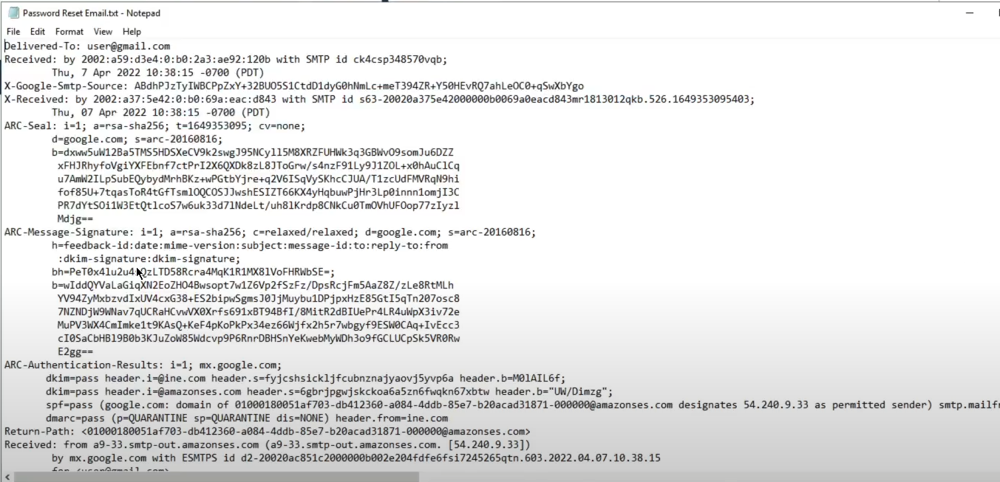 Password Reset Email.txt - Notepad
File Edit Format View Help
Delivered-To: user@gmail.com
Received: by 2002:a59:d3e4:0:b0:2a3:ae92:120b with SMTP id ck4csp348570vqb;
Thu, 7 Apr 2022 10:38:15 -0700 (PDT)
X-Google-Smtp-Source: ABdhPJzTyIWBCPpZxY+32BUO5S1CtdD1dyG0hNmLc+meT394ZR+Y50HEvRQ7ahLeOC0+qSwXbYgo
X-Received: by 2002:a37:5e42:0:b0:69a:eac:d843 with SMTP id s63-20020a375e42000000b0069a0eacd843mr1813012qkb.526.1649353095403;
Thu, 07 Apr 2022 10:38:15 -0700 (PDT)
ARC-Seal: i=1; a=rsa-sha256; t=1649353095; cv=none;
d=google.com; s=arc-20160816;
b=dxww5uW12Ba5TMS5HDSXeCV9k2swgJ95NCyll5M8XRZFUHWk3q3GBWvO9somJu6DZZ
xFHJRhyfoVgiYXFEbnf7ctPrI2X6QXDk8zL8JToGrw/s4nzF91Ly9J1ZOL+x0hAuClCq
u7AmW2ILpSubEQybydMrhBKz+wPGtbYjre+q2V6ISqVySKhcCJUA/T1zcUdFMVRqN9hi
fof85U+7tqasToR4tGfTsmlOQCOSJJwshESIZT66KX4yHqbuwPjHr3Lp0innn1omjI3C
PR7dYtSOi1W3EtQtlcoS7w6uk33d7lNdeLt/uh8lKrdp8CNkCu0TmOVhUFOop77zIyzl
Mdjg==
ARC-Message-Signature: i=1; a=rsa-sha256; c=relaxed/relaxed; d=google.com; s=arc-20160816;
h=feedback-id:date:mime-version:subject:message-id:to:reply-to:from
:dkim-signature:dkim-signature;
bh=PeT0x4lu2u4 QzLTD58Rcra4MqK1R1MX8lVoFHRWbSE=;
b=wIddQYVaLaGiqXN2EoZHO4Bwsopt7w1Z6Vp2fSzFz/DpsRcjFm5AaZ8Z/zLe8RtMLh
YV94ZyMxbzvdIxUV4cxG38+ES2bipwSgmsJ0JjMuybu1DPjpxHzE85GtI5qTn207osc8
7NZNDjW9WNav7qUCRaHCvwVX0Xrfs691xBT94BfI/8MitR2dBIUePr4LR4uWpX3iv72e
MuPV3WX4CmImke1t9KAsQ+KeF4pKoPkPx34ez66Wjfx2h5r7wbgyf9ESW0CAq+IvEcc3
cI0SaCbHBl9B0b3KJuZoW85Wdcvp9P6RnrDBHSnYeKwebMyWDh3o9fGCLUCpSk5VR0Rw
E2gg==
ARC-Authentication-Results: i=1; mx.google.com;
dkim=pass header.i=@ine.com header.s=fyjcshsickljfcubnznajyaovj5yvp6a header.b=M0lAIL6f;
dkim=pass header.i=@amazonses.com header.s=6gbrjpgwjskckoa6a5zn6fwqkn67xbtw header.b="UW/Dimzg";
spf=pass (google.com: domain of 01000180051af703-db412360-a084-4ddb-85e7-b20acad31871-000000@amazonses.com designates 54.240.9.33 as permitted sender) smtp.mailfr
dmarc=pass (p=QUARANTINE sp=QUARANTINE dis=NONE) header.from=ine.com
Return-Path: <01000180051af703-db412360-a084-4ddb-85e7-b20acad31871-000000@amazonses.com>
Received: from a9-33.smtp-out.amazonses.com (a9-33.smtp-out.amazonses.com. [54.240.9.33])
by mx.google.com with ESMTPS id d2-20020ac851c2000000b002e204fdfe6fsi7245265qtn.603.2022.04.07.10.38.15
for <user@gmail.com>